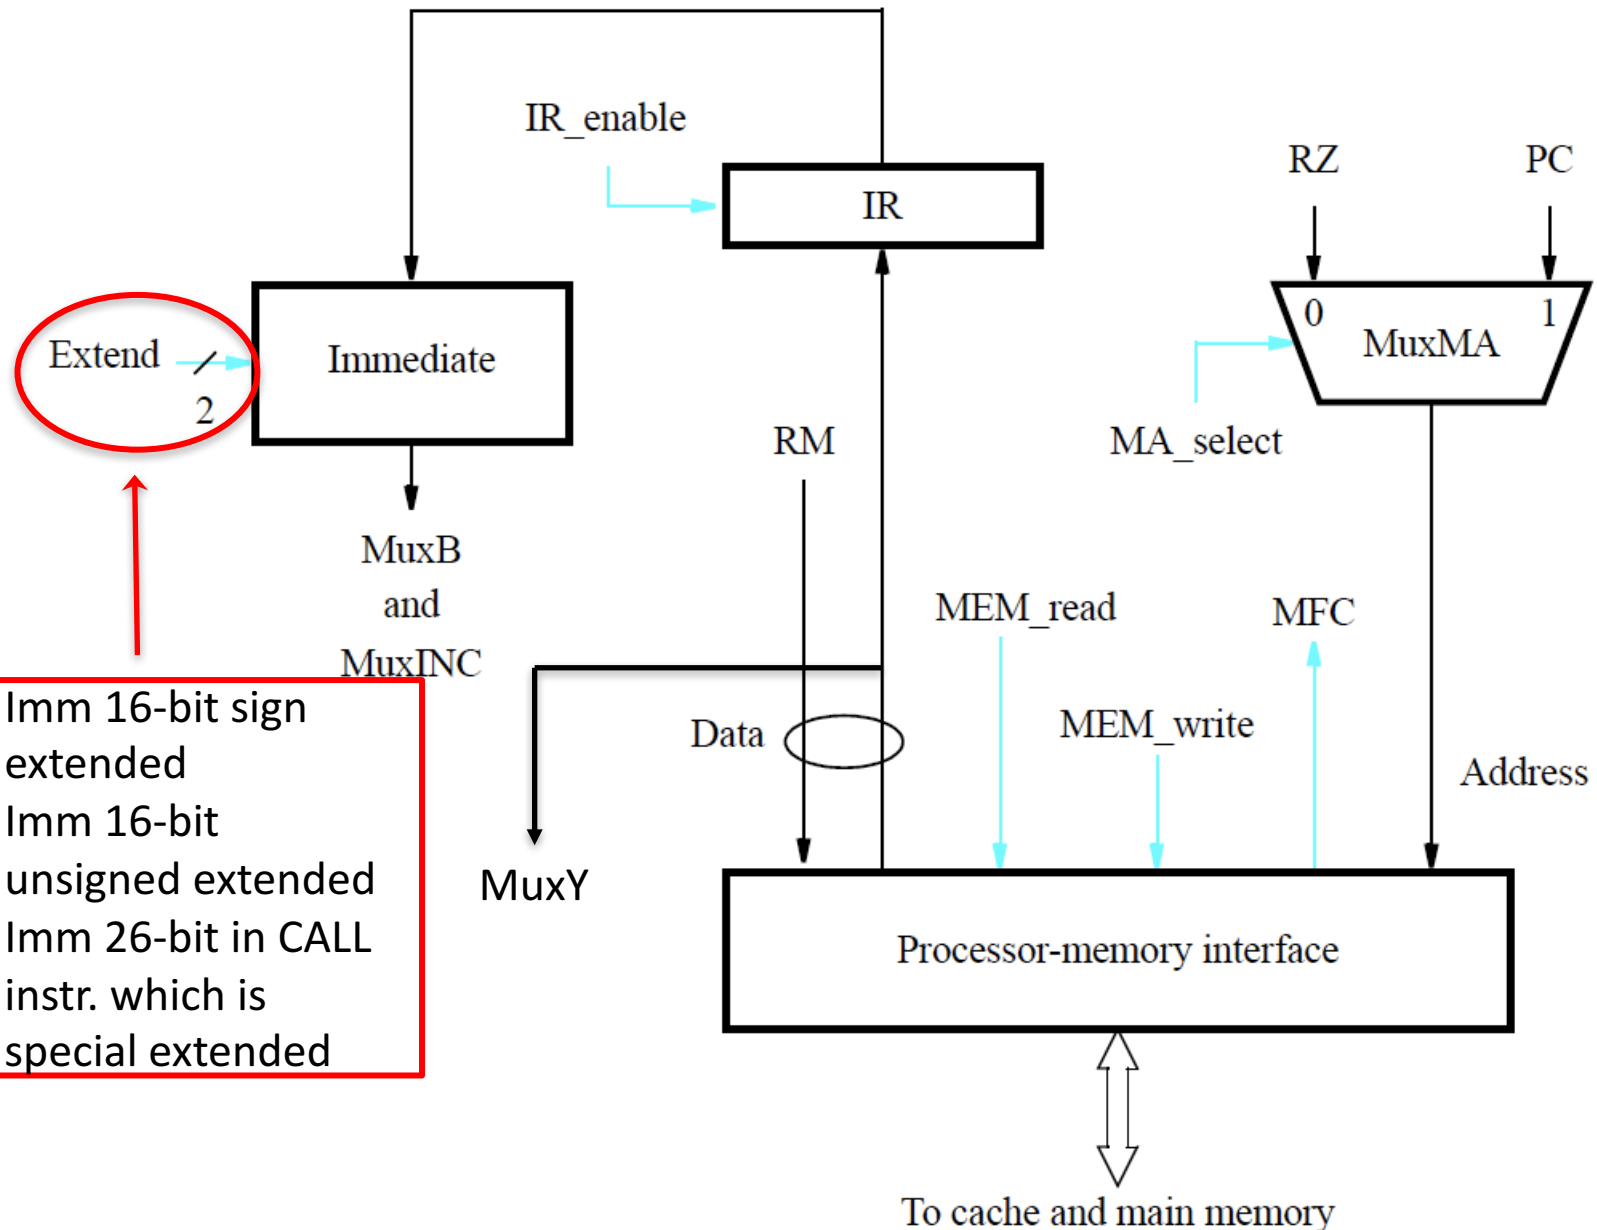 IR_enable
IR
RZ
PC
0
1
MuxMA
Extend
2
Immediate
MA_select
RM
MuxB
and
MuxINC
MEM_read
MFC
Imm 16-bit sign
extended
Imm 16-bit
unsigned extended
Imm 26-bit in CALL
instr. which is
special extended
Data
MEM_write
Address
MuxY
Processor-memory interface
To cache and main memory